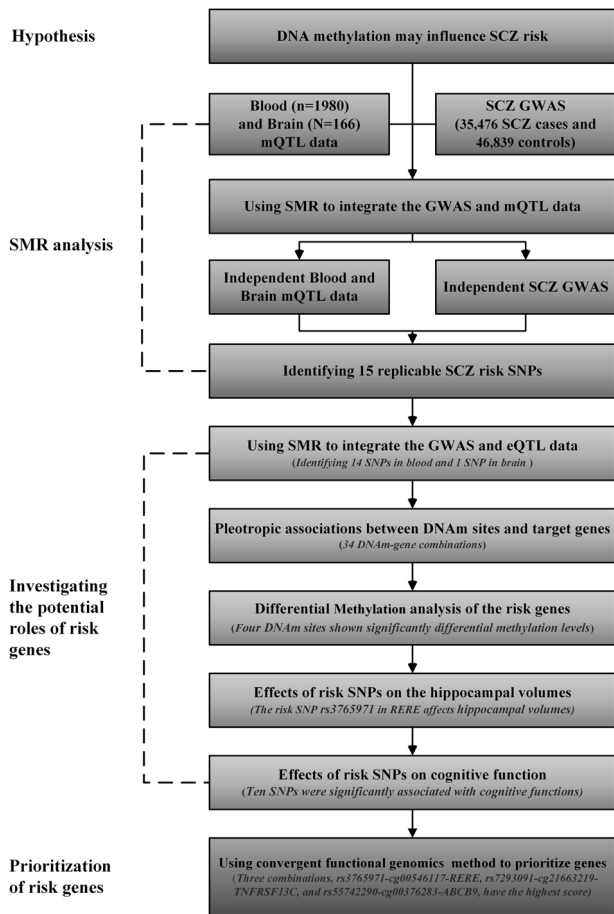 Hypothesis
DNA methylation may influence SCZ risk
Blood (n=1980)
and Brain (N=166)
mQTL data
SCZ GWAS
(35,476 SCZ cases and
46,839 controls)
Using SMR to integrate the GWAS and mQTL data
SMR analysis
Independent Blood and
Brain mQTL data
Independent SCZ GWAS
Identifying 15 replicable SCZ risk SNPs
Using SMR to integrate the GWAS and eQTL data
(Identifying 14 SNPs in blood and 1 SNP in brain )
Pleotropic associations between DNAm sites and target genes
(34 DNAm-gene combinations)
Investigating
the potential
roles of risk
genes
Differential Methylation analysis of the risk genes
(Four DNAm sites shown significantly differential methylation levels)
Effects of risk SNPs on the hippocampal volumes
(The risk SNP rs3765971 in RERE affects hippocampal volumes)
Effects of risk SNPs on cognitive function
(Ten SNPs were significantly associated with cognitive functions)
Prioritization
of risk genes
Using convergent functional genomics method to prioritize genes
(Three combinations, rs3765971-cg00546117-RERE, rs7293091-cg21663219-
TNFRSF13C, and rs55742290-cg00376283-ABCB9, have the highest score)